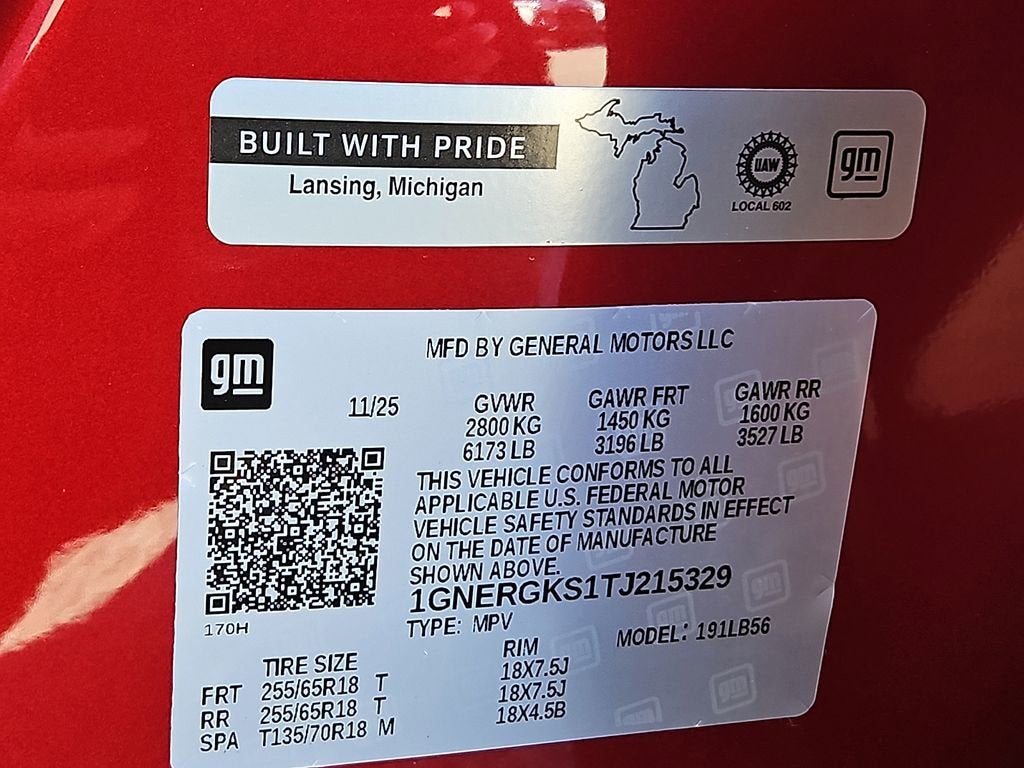 BUILT WITH PRIDE
Lansing, Michigan
UAW
LOCAL 602
gm
gm
MFD BY GENERAL MOTORS LLC
11/25
GVWR GAWR FRT GAWR RR
2800 KG 1450 KG 1600 KG
6173 LB 3196 LB 3527 LB
THIS VEHICLE CONFORMS TO ALL
APPLICABLE U.S. FEDERAL MOTOR
VEHICLE SAFETY STANDARDS IN EFFECT
ON THE DATE OF MANUFACTURE
SHOWN ABOVE.
1GNERGKS1TJ215329
170H
TYPE: MPV MODEL: 191LB56
TIRE SIZE RIM
FRT 255/65R18 T 18X7.5J
RR 255/65R18 T 18X7.5J
SPA T135/70R18 M 18X4.5B